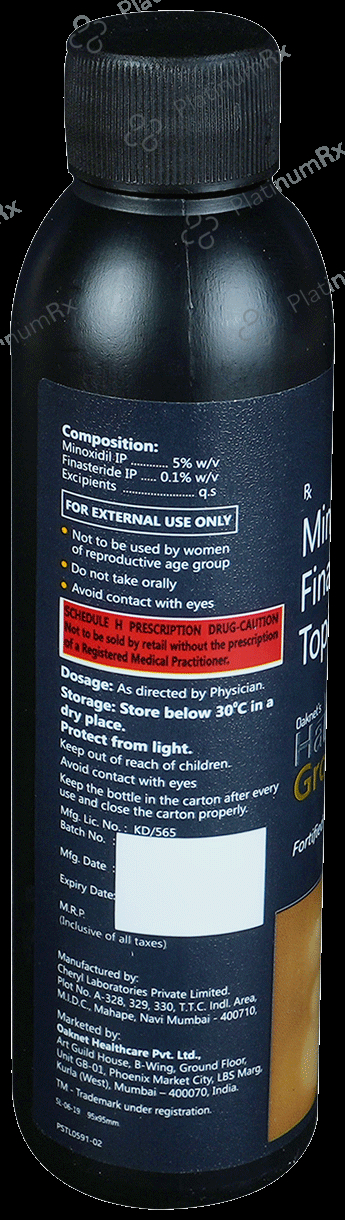 PlatinumRx
Composition:
Minoxidil IP ........... 5% w/v
Finasteride IP ..... 0.1% w/v
Excipients ..................... q.s
FOR EXTERNAL USE ONLY
• Not to be used by women
of reproductive age group
• Do not take orally
• Avoid contact with eyes
SCHEDULE H PRESCRIPTION DRUG-CAUTION
Not to be sold by retail without the prescription
of a Registered Medical Practitioner.
Dosage: As directed by Physician.
Storage: Store below 30°C in a
dry place.
Protect from light.
Keep out of reach of children.
Avoid contact with eyes
Keep the bottle in the carton after every
use and close the carton properly.
Mfg. Lic. No.: KD/565
Batch No. :
Mfg. Date :
Expiry Date:
M.R.P.
(Inclusive of all taxes)
Manufactured by:
Cheryl Laboratories Private Limited.
Plot No. A-328, 329, 330, T.T.C. Indl. Area,
M.I.D.C., Mahape, Navi Mumbai - 400710,
Marketed by:
Oaknet Healthcare Pvt. Ltd.,
Art Guild House, B-Wing, Ground Floor,
Unit GB-01, Phoenix Market City, LBS Marg,
Kurla (West), Mumbai – 400070, India.
TM - Trademark under registration.
SL-06-19 95x95mm
PSTL0591-02
Rx
Min
Fina
Top
Oaknet's
Gro
Fortified